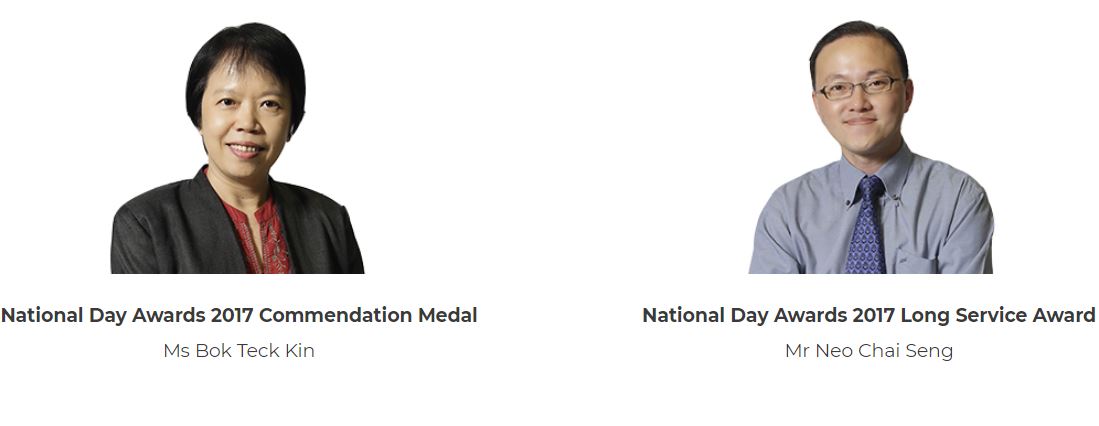 National Day Awards 2017 Commendation Medal
Ms Bok Teck Kin
National Day Awards 2017 Long Service Award
Mr Neo Chai Seng